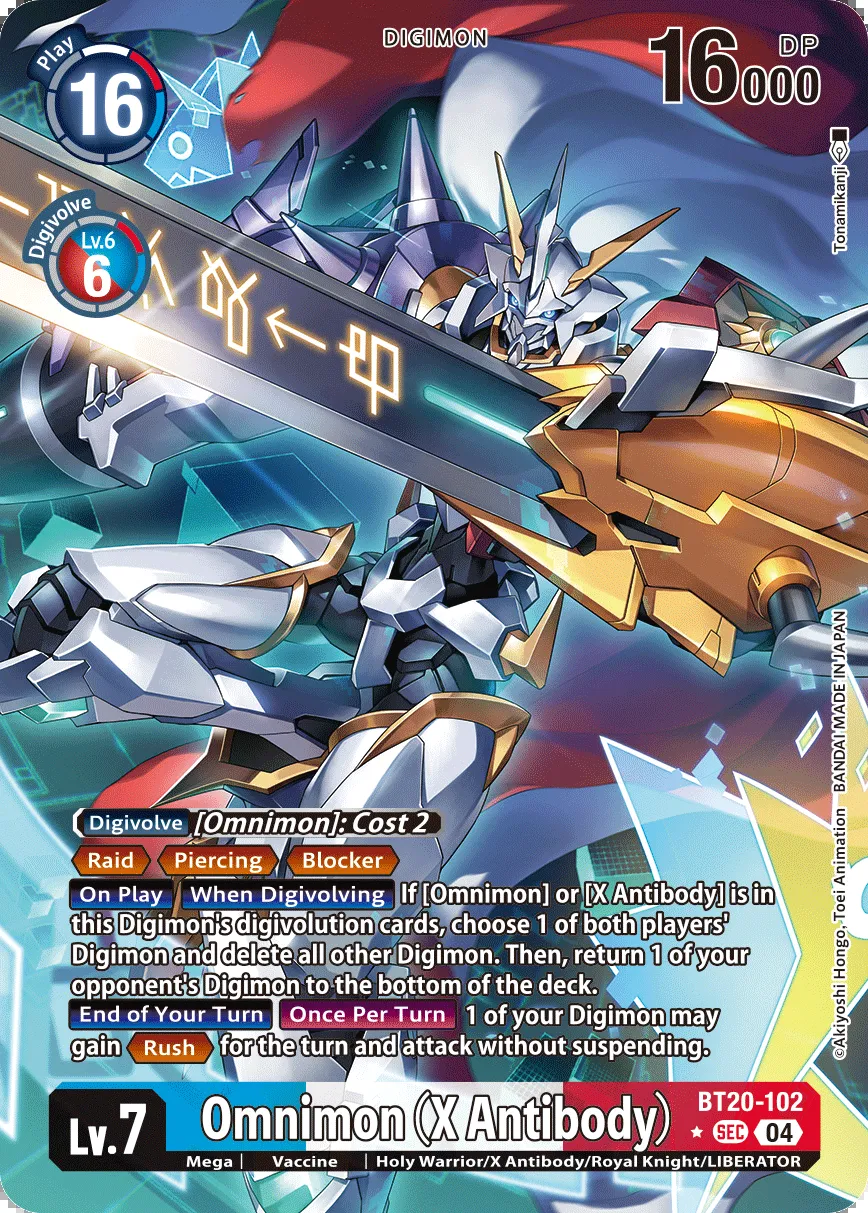 DIGIMON
Play
16
16000
DP
Digivolve
Lv.6
6
Tonamikanji
Digivolve [Omnimon]: Cost 2
Raid Piercing Blocker
On Play When Digivolving If [Omnimon] or [X Antibody] is in
this Digimon's digivolution cards, choose 1 of both players'
Digimon and delete all other Digimon. Then, return 1 of your
opponent's Digimon to the bottom of the deck.
End of Your Turn Once Per Turn 1 of your Digimon may
gain Rush for the turn and attack without suspending.
©Akiyoshi Hongo, Toei Animation BANDAI MADE IN JAPAN
Lv.7
Omnimon (X Antibody)
BT20-102
SEC 04
Mega | Vaccine | Holy Warrior/X Antibody/Royal Knight/LIBERATOR